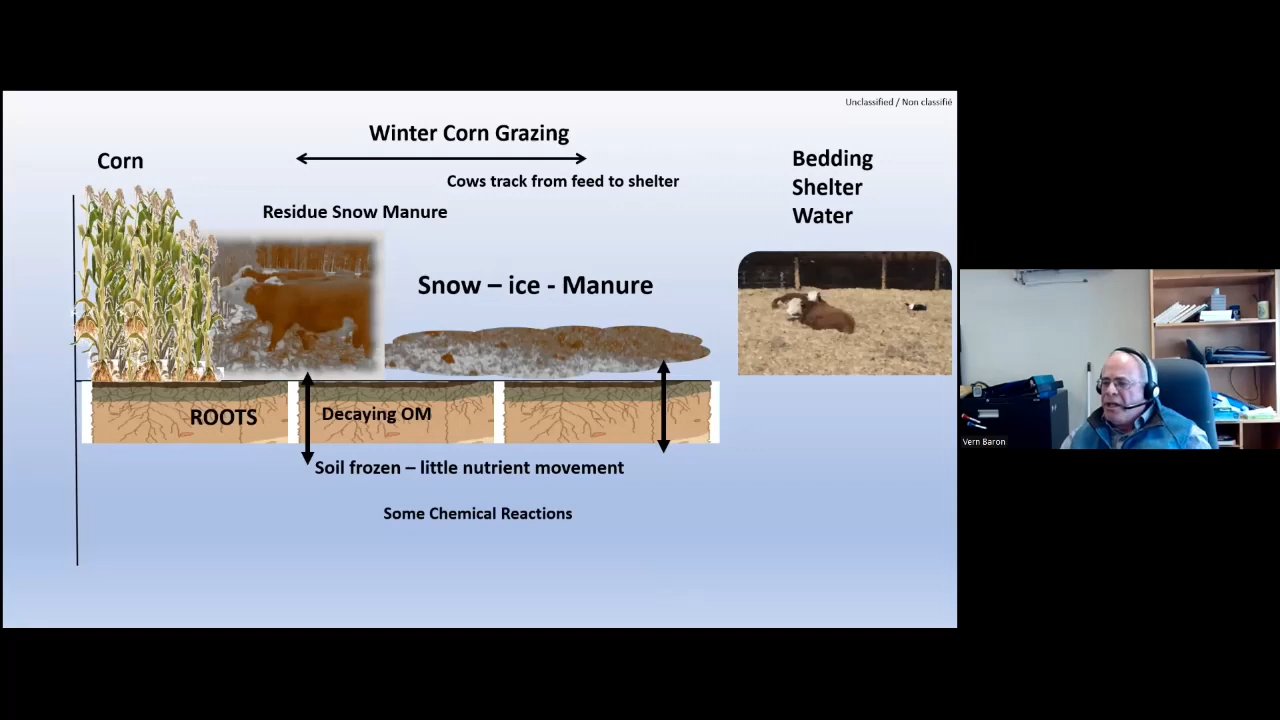 Unclassified / Non classifié
Winter Corn Grazing
Corn
Cows track from feed to shelter
Bedding
Shelter
Water
Residue Snow Manure
Snow – ice - Manure
ROOTS
Decaying OM
Soil frozen – little nutrient movement
Some Chemical Reactions
Vern Baron